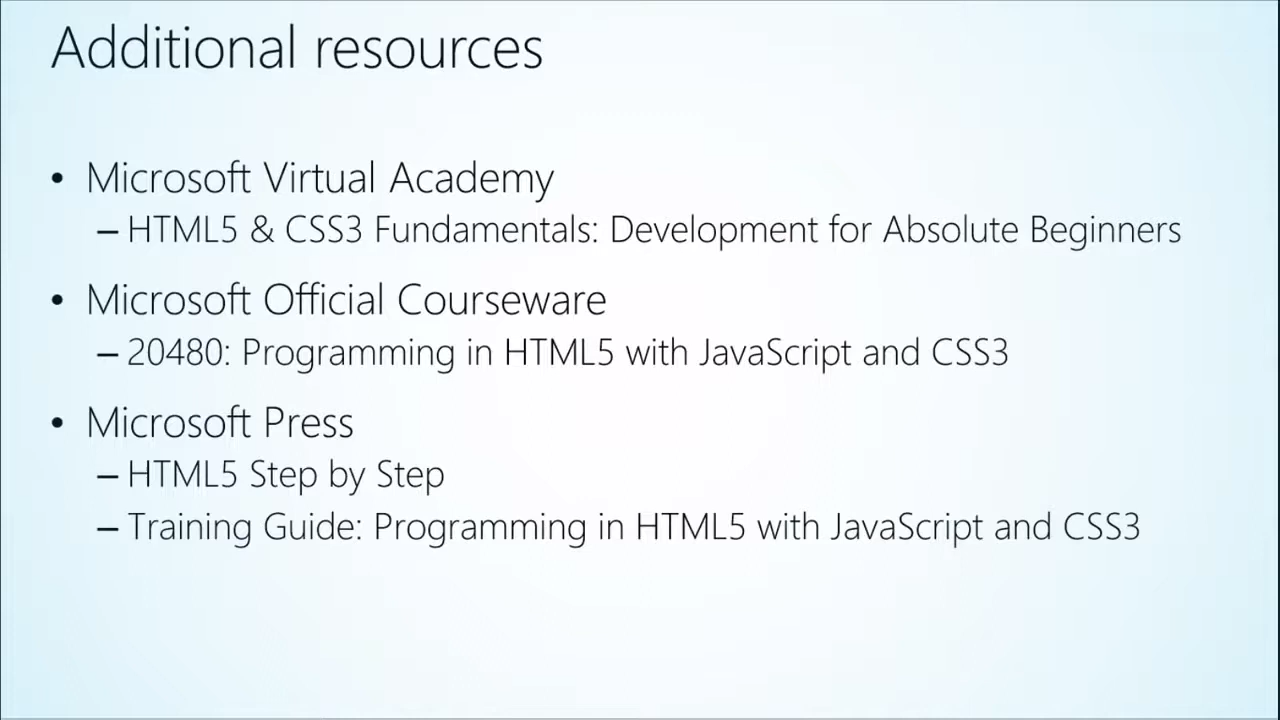 Additional resources
• Microsoft Virtual Academy
– HTML5 & CSS3 Fundamentals: Development for Absolute Beginners
• Microsoft Official Courseware
– 20480: Programming in HTML5 with JavaScript and CSS3
• Microsoft Press
– HTML5 Step by Step
– Training Guide: Programming in HTML5 with JavaScript and CSS3